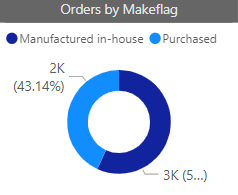 Orders by Makeflag
Manufactured in-house Purchased
2K
(43.14%)
3K (5...)